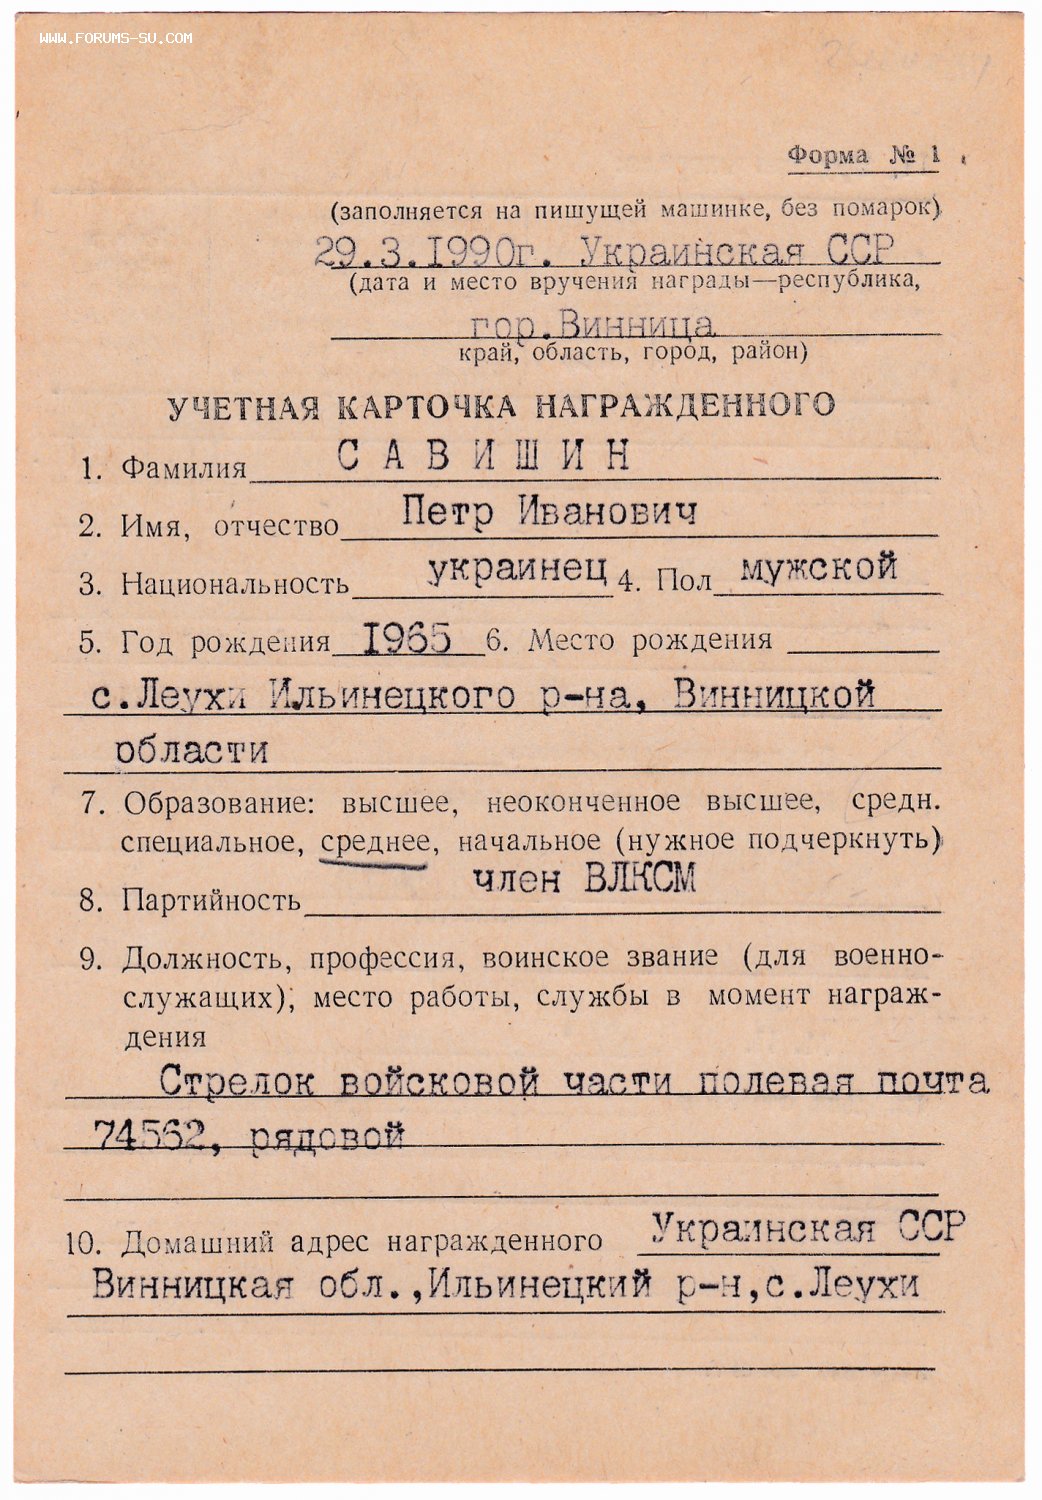 WWW.FORUMS-SU.COM
Форма № 1
(заполняется на пишущей машинке, без помарок)
29.3.1990г. Украинская ССР
(дата и место вручения награды—республика,
гор.Винница
край, область, город, район)
УЧЕТНАЯ КАРТОЧКА НАГРАЖДЕННОГО
1. Фамилия С А В И Ш И Н
2. Имя, отчество Петр Иванович
3. Национальность украинец 4. Пол мужской
5. Год рождения 1965 6. Место рождения
с.Леухи Ильинецкого р-на, Винницкой
области
7. Образование: высшее, неоконченное высшее, средн.
специальное, среднее, начальное (нужное подчеркнуть)
8. Партийность член ВЛКСМ
9. Должность, профессия, воинское звание (для военно-
служащих), место работы, службы в момент награж-
дения
Стрелок войсковой части полевая почта
74562, рядовой
10. Домашний адрес награжденного Украинская ССР
Винницкая обл.,Ильинецкий р-н,с.Леухи